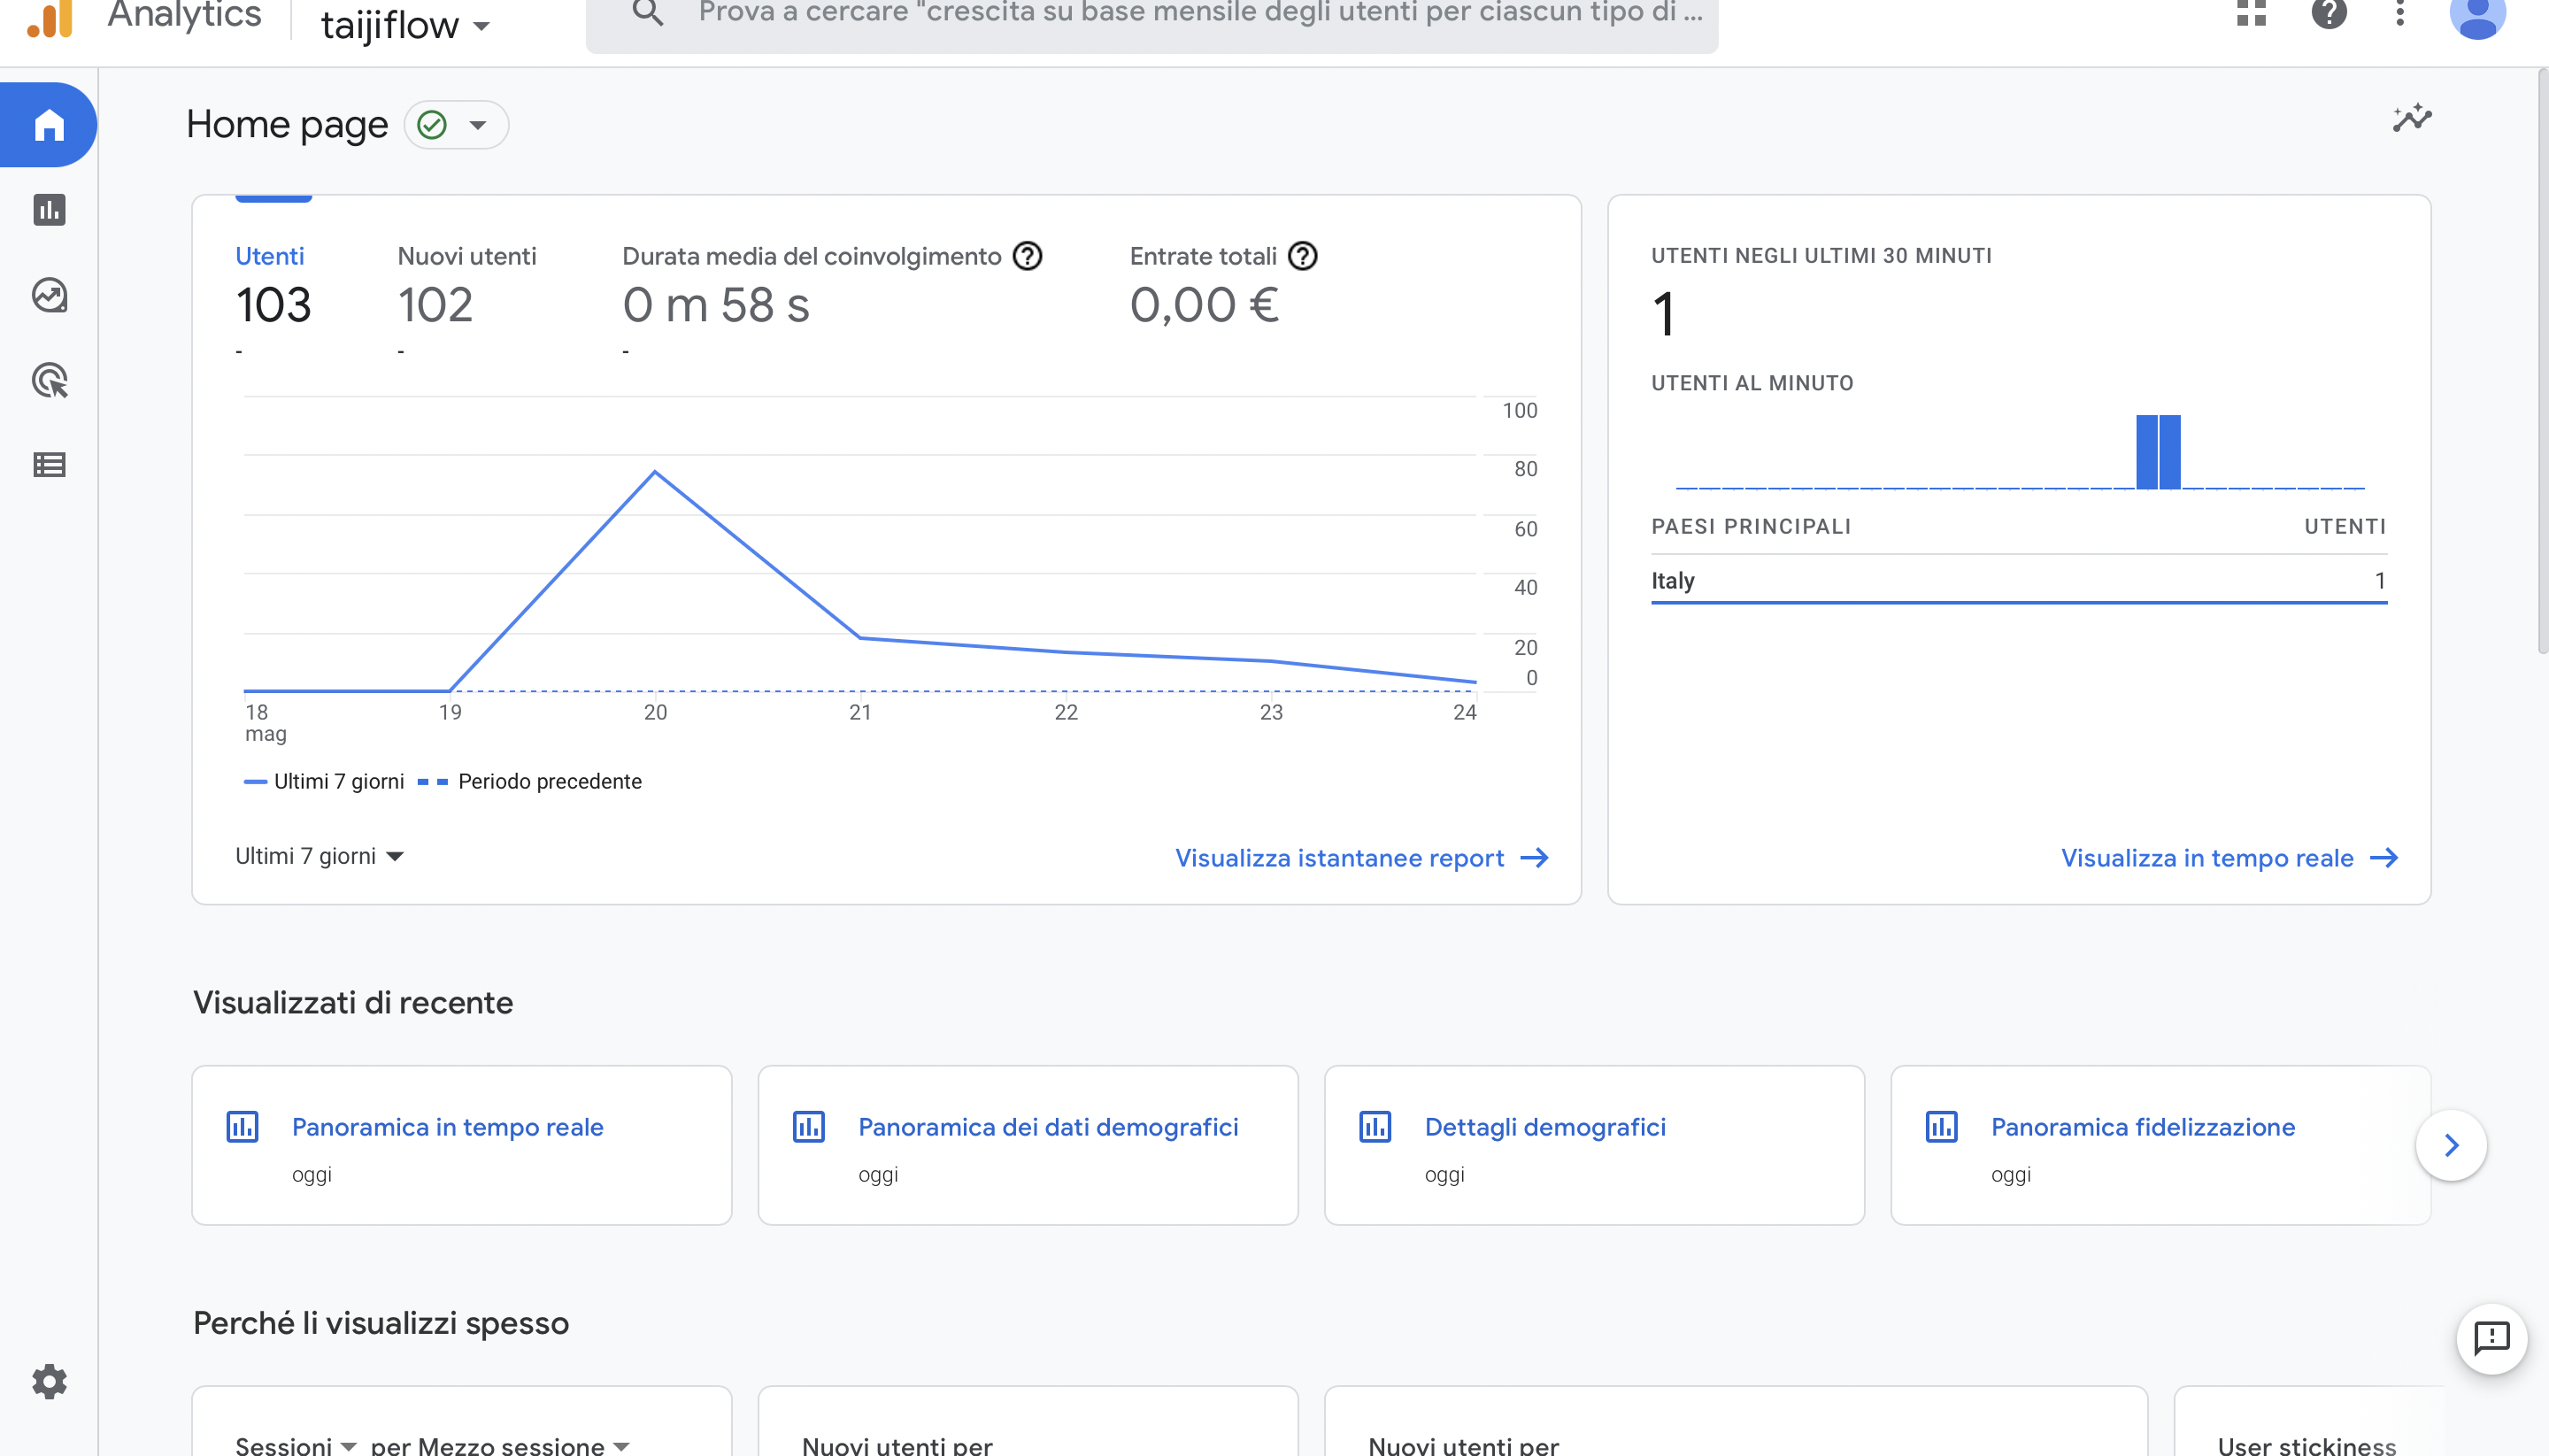 Analytics
taijiflow
Prova a cercare "crescita su base mensile degli utenti per ciascun tipo di ...
Home page
Utenti
103
-
Nuovi utenti
102
-
Durata media del coinvolgimento
0 m 58 s
-
Entrate totali
0,00 €
100
80
60
40
20
0
18
mag
19
20
21
22
23
24
Ultimi 7 giorni
Periodo precedente
Ultimi 7 giorni
Visualizza istantanee report
UTENTI NEGLI ULTIMI 30 MINUTI
1
UTENTI AL MINUTO
PAESI PRINCIPALI UTENTI
Italy 1
Visualizza in tempo reale
Visualizzati di recente
Panoramica in tempo reale
oggi
Panoramica dei dati demografici
oggi
Dettagli demografici
oggi
Panoramica fidelizzazione
oggi
Perché li visualizzi spesso
Sessioni per Mezzo sessione
Nuovi utenti per
Nuovi utenti per
User stickiness